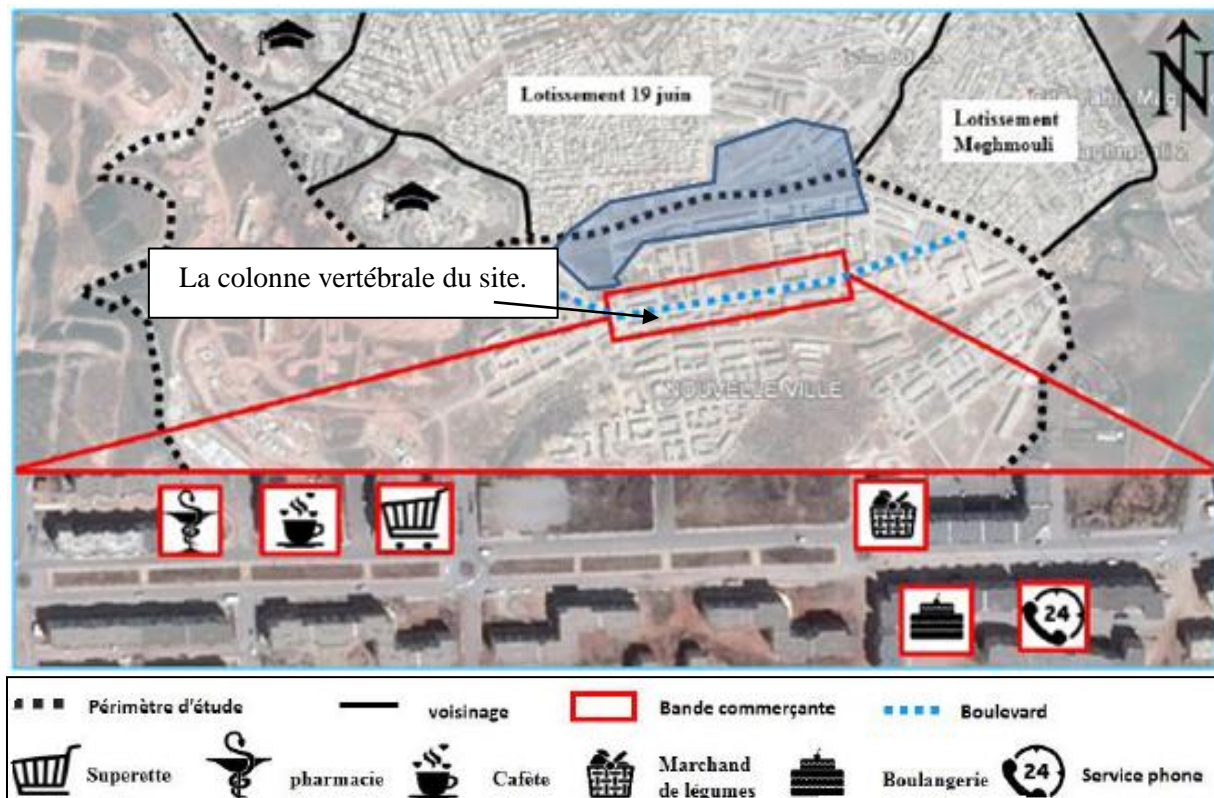 Lotissement 19 juin
Lotissement
Meghmouli
N
La colonne vertébrale du site.
NOUVELLE VILLE
24
Périmètre d'étude
voisinage
Bande commerçante
Boulevard
Superette
pharmacie
Cafète
Marchand
de légumes
Boulangerie
24
Service phone